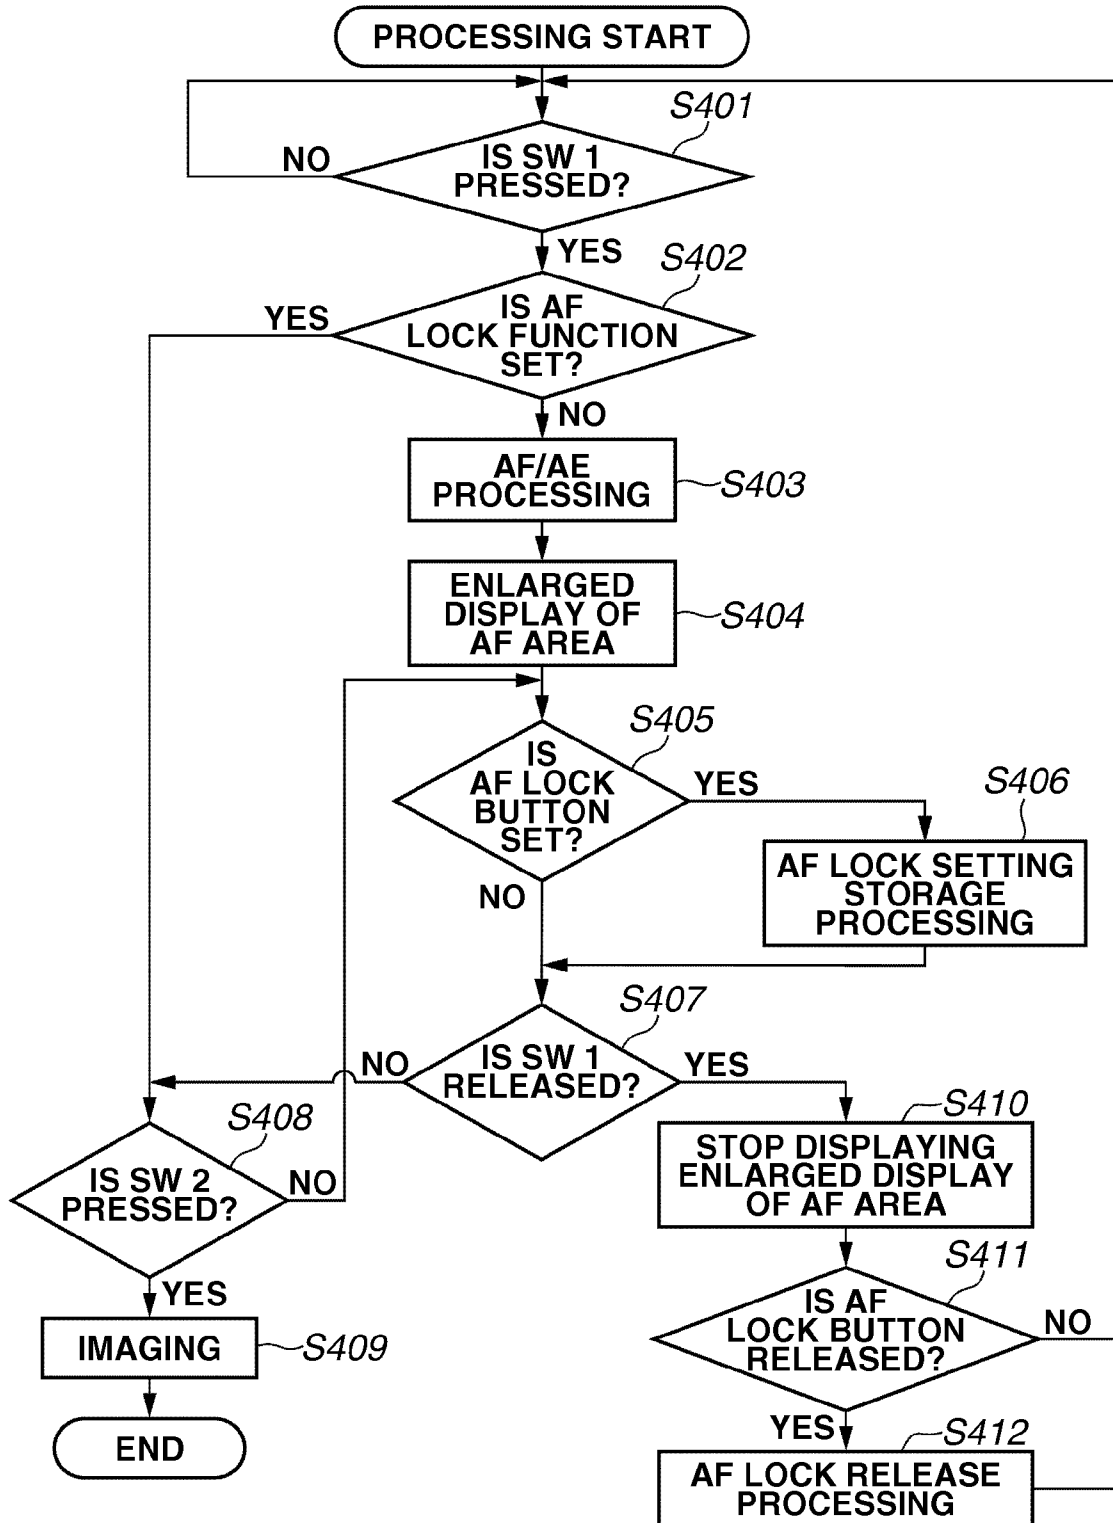 PROCESSING START
S401
IS SW 1
PRESSED?
NO
YES
S402
IS AF
LOCK FUNCTION
SET?
YES
NO
AF/AE
PROCESSING
S403
ENLARGED
DISPLAY OF
AF AREA
S404
S405
IS
AF LOCK
BUTTON
SET?
YES
NO
S406
AF LOCK SETTING
STORAGE
PROCESSING
S407
IS SW 1
RELEASED?
NO
YES
S408
IS SW 2
PRESSED?
NO
YES
IMAGING
S409
END
S410
STOP DISPLAYING
ENLARGED DISPLAY
OF AF AREA
S411
IS AF
LOCK BUTTON
RELEASED?
NO
YES
S412
AF LOCK RELEASE
PROCESSING